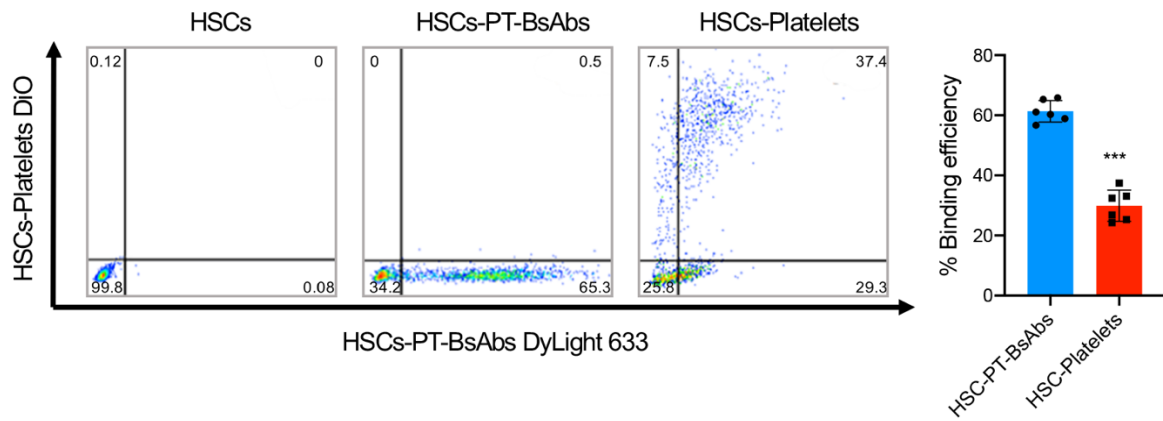 HSCs
HSCs-PT-BsAbs
HSCs-Platelets
HSCs-Platelets DiO
0.12
0
99.8
0.08
0
0.5
34.2
65.3
7.5
37.4
25.8
29.3
HSCs-PT-BsAbs DyLight 633
% Binding efficiency
80
60
40
20
0
***
HSC-PT-BsAbs
HSC-Platelets